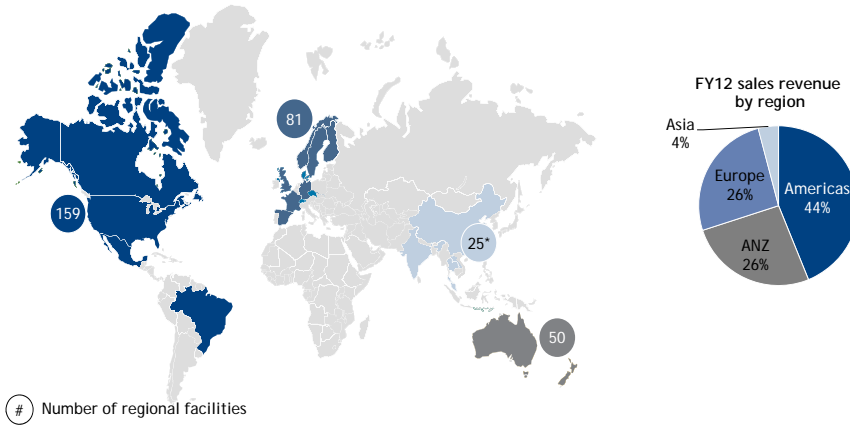 159
81
25*
50
# Number of regional facilities
FY12 sales revenue
by region
Asia
4%
Europe
26%
Americas
44%
ANZ
26%